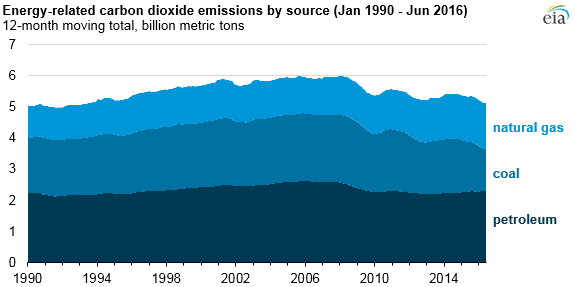 Energy-related carbon dioxide emissions by source (Jan 1990 - Jun 2016)
12-month moving total, billion metric tons
eia
7
6
5
4
3
2
1
0
natural gas
coal
petroleum
1990 1994 1998 2002 2006 2010 2014